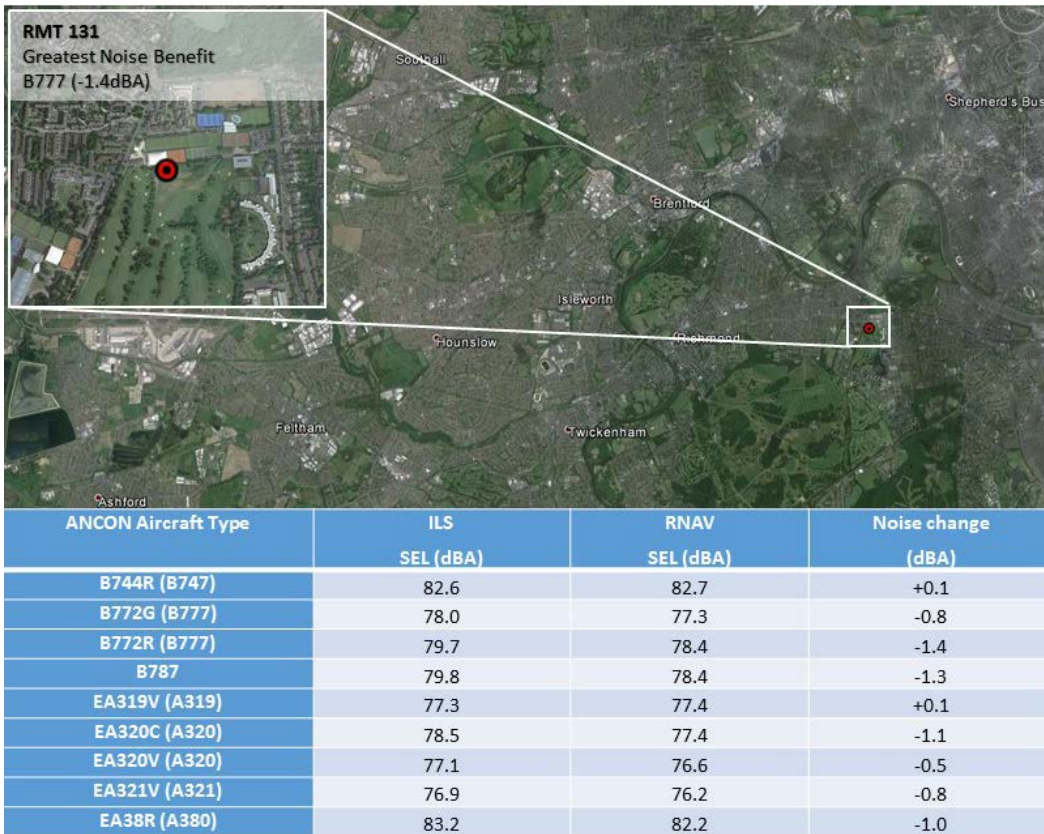 RMT 131
Greatest Noise Benefit
B777 (-1.4dBA)
Southall
Shepherd's Bus
Brentford
Isleworth
Hounslow
Richmond
Feltham
Twickenham
Ashford
ANCON Aircraft Type ILS RNAV Noise change
SEL (dBA) SEL (dBA) (dBA)
B744R (B747) 82.6 82.7 +0.1
B772G (B777) 78.0 77.3 -0.8
B772R (B777) 79.7 78.4 -1.4
B787 79.8 78.4 -1.3
EA319V (A319) 77.3 77.4 +0.1
EA320C (A320) 78.5 77.4 -1.1
EA320V (A320) 77.1 76.6 -0.5
EA321V (A321) 76.9 76.2 -0.8
EA38R (A380) 83.2 82.2 -1.0